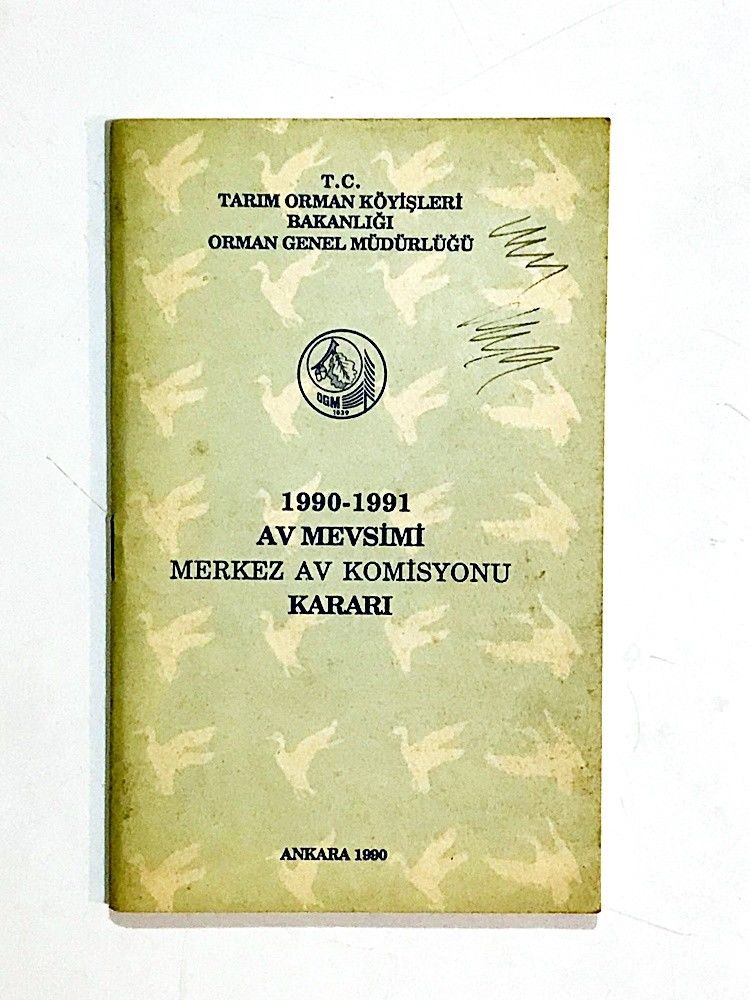 T.C.
TARIM ORMAN KÖYİŞLERİ
BAKANLIĞI
ORMAN GENEL MÜDÜRLÜĞÜ
OGM
1839
1990-1991
AV MEVSİMİ
MERKEZ AV KOMİSYONU
KARARI
ANKARA 1990